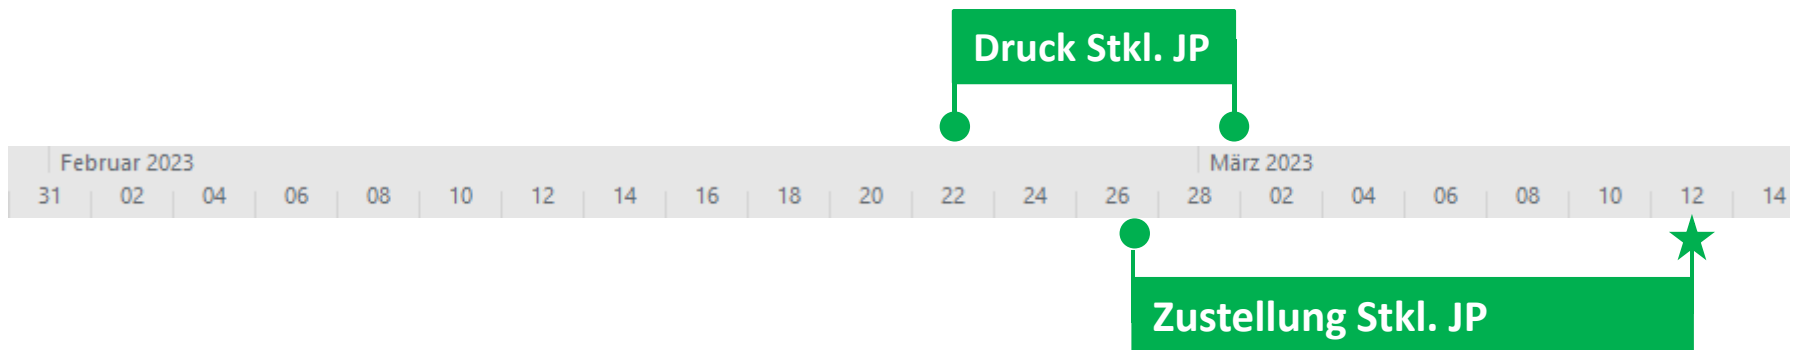 Druck Stkl. JP
Februar 2023 März 2023
31 02 04 06 08 10 12 14 16 18 20 22 24 26 28 02 04 06 08 10 12 14
Zustellung Stkl. JP